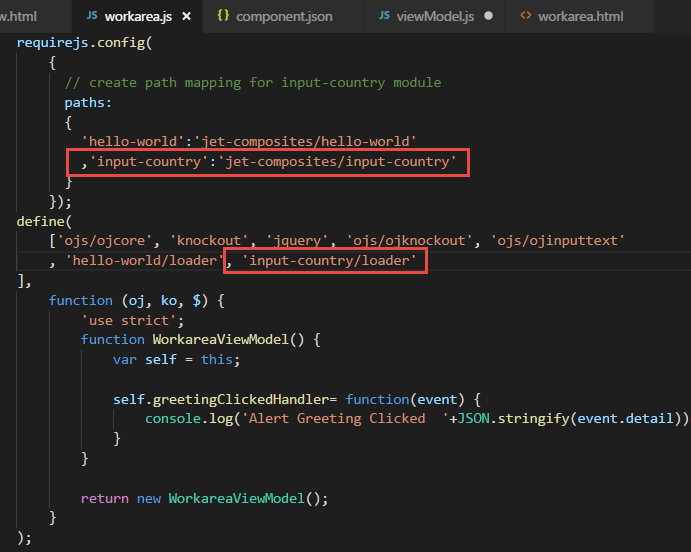 w.html JS workarea.js × {} component.json JS viewModel.js ● <> workarea.html
requirejs.config(
{
// create path mapping for input-country module
paths:
{
'hello-world':'jet-composites/hello-world'
,'input-country':'jet-composites/input-country'
}
});
define(
['ojs/ojcore', 'knockout', 'jquery', 'ojs/ojknockout', 'ojs/ojinputtext'
, 'hello-world/loader', 'input-country/loader'
],
function (oj, ko, $) {
'use strict';
function WorkareaViewModel() {
var self = this;
self.greetingClickedHandler= function(event) {
console.log('Alert Greeting Clicked  '+JSON.stringify(event.detail))
}
}
return new WorkareaViewModel();
}
);